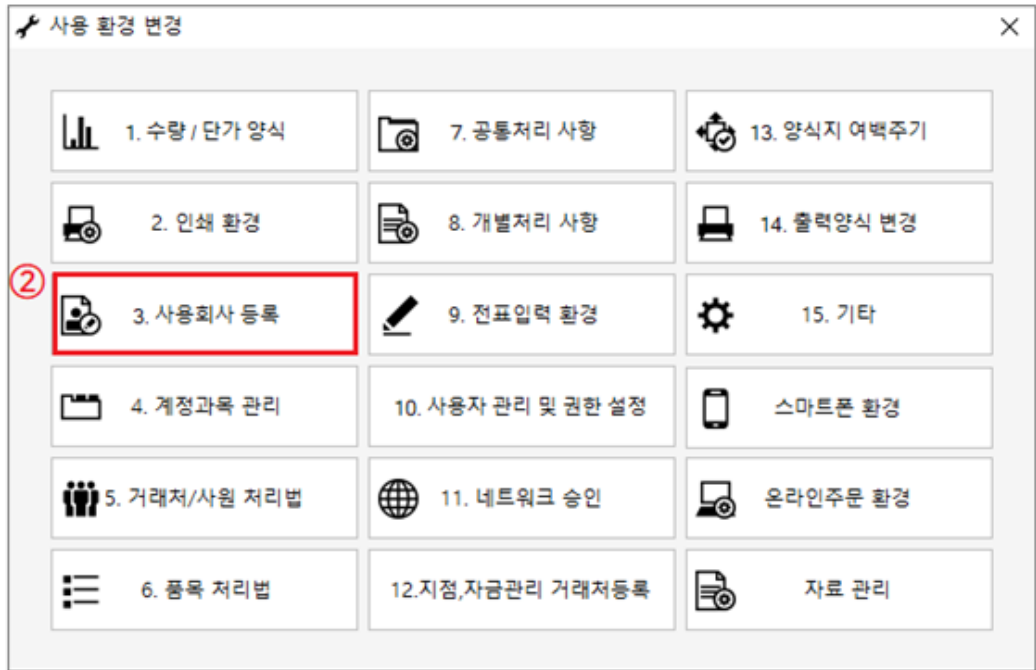 사용 환경 변경
1. 수량 / 단가 양식
7. 공통처리 사항
13. 양식지 여백주기
2. 인쇄 환경
8. 개별처리 사항
14. 출력양식 변경
②
3. 사용회사 등록
9. 전표입력 환경
15. 기타
4. 계정과목 관리
10. 사용자 관리 및 권한 설정
스마트폰 환경
5. 거래처/사원 처리법
11. 네트워크 승인
온라인주문 환경
6. 품목 처리법
12.지점,자금관리 거래처등록
자료 관리